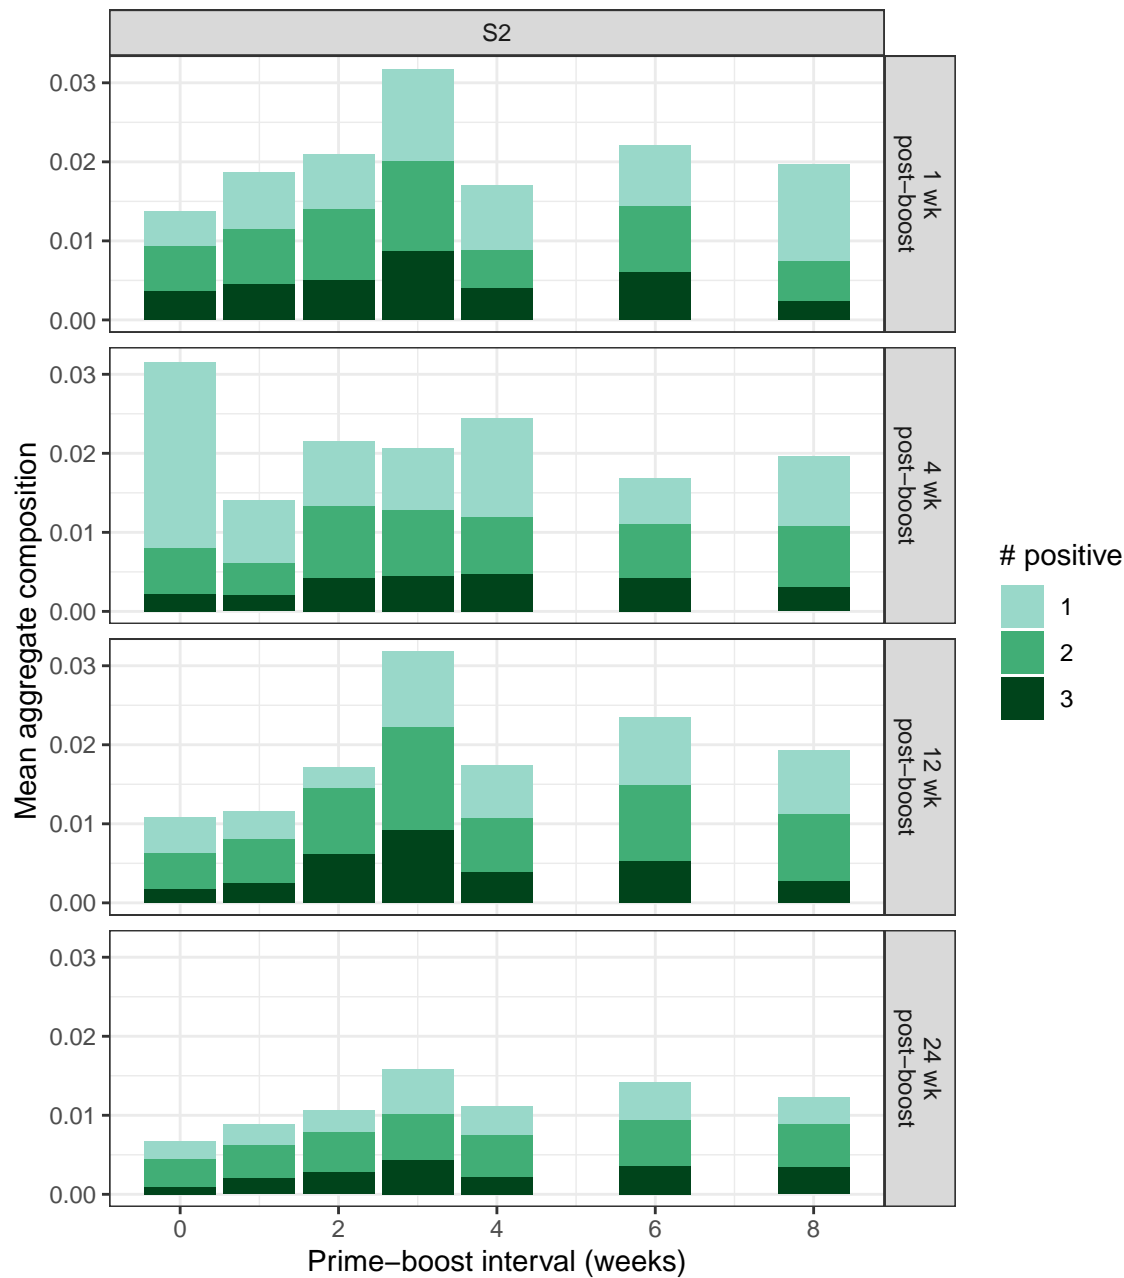 S2
0.03
0.02
0.01
0.00
1 wk
post−boost
0.03
0.02
0.01
0.00
4 wk
post−boost
0.03
0.02
0.01
0.00
12 wk
post−boost
0.03
0.02
0.01
0.00
24 wk
post−boost
0 2 4 6 8
Prime−boost interval (weeks)
Mean aggregate composition
# positive
1
2
3